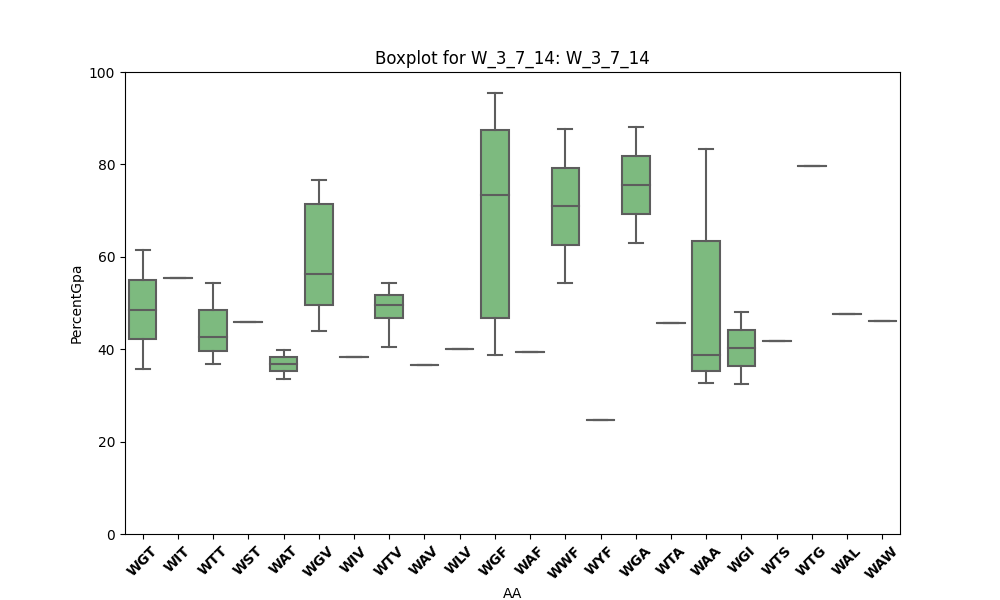 Boxplot for W_3_7_14: W_3_7_14
PercentGpa
100
80
60
40
20
0
WGT WIT WTT WST WAT WGV WIV WTV WAV WLV WGF WAF WWF WYF WGA WTA WAA WGI WTS WTG WAL WAW
AA